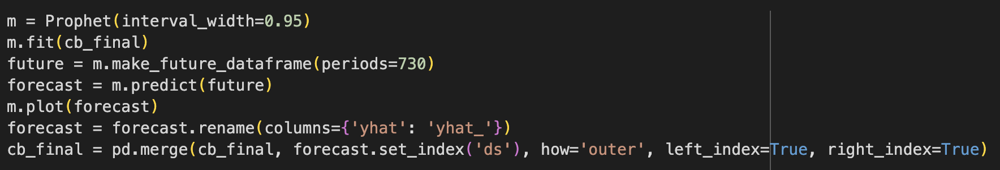 m = Prophet(interval_width=0.95)
m.fit(cb_final)
future = m.make_future_dataframe(periods=730)
forecast = m.predict(future)
m.plot(forecast)
forecast = forecast.rename(columns={'yhat': 'yhat_'})
cb_final = pd.merge(cb_final, forecast.set_index('ds'), how='outer', left_index=True, right_index=True)